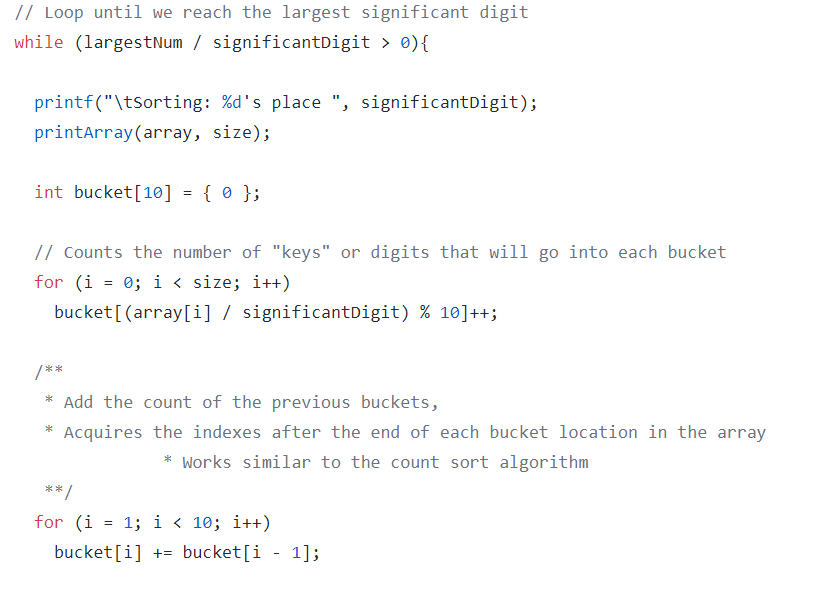 // Loop until we reach the largest significant digit
while (largestNum / significantDigit > 0){
printf("\tSorting: %d's place ", significantDigit);
printArray(array, size);
int bucket[10] = { 0 };
// Counts the number of "keys" or digits that will go into each bucket
for (i = 0; i < size; i++)
bucket[(array[i] / significantDigit) % 10]++;
/**
* Add the count of the previous buckets,
* Acquires the indexes after the end of each bucket location in the array
* Works similar to the count sort algorithm
**/
for (i = 1; i < 10; i++)
bucket[i] += bucket[i - 1];